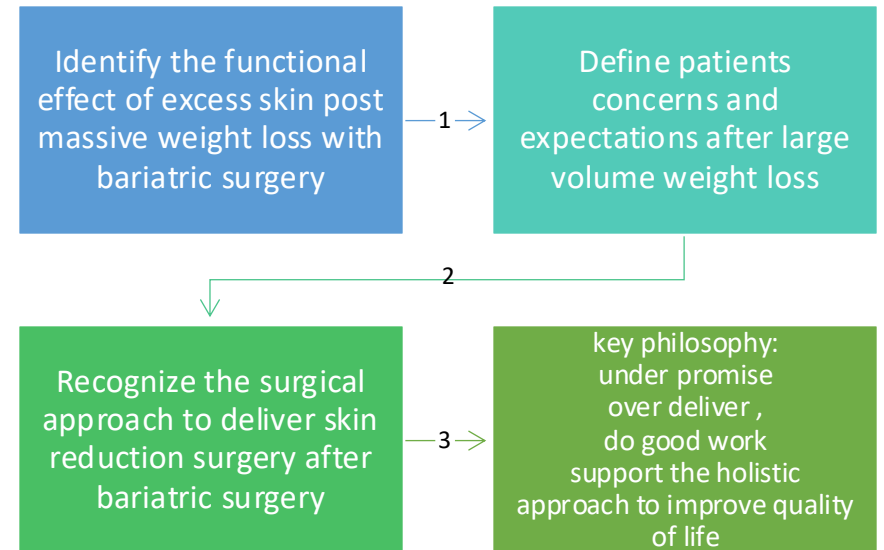 Identify the functional
effect of excess skin post
massive weight loss with
bariatric surgery
1
Define patients
concerns and
expectations after large
volume weight loss
2
Recognize the surgical
approach to deliver skin
reduction surgery after
bariatric surgery
3
key philosophy:
under promise
over deliver ,
do good work
support the holistic
approach to improve quality
of life